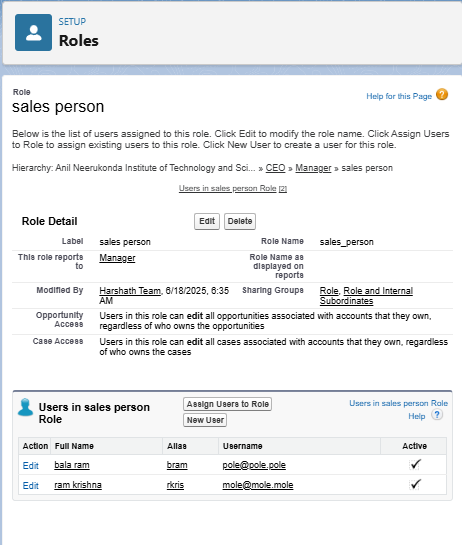 SETUP
Roles
Role
sales person
Help for this Page
Below is the list of users assigned to this role. Click Edit to modify the role name. Click Assign Users
to Role to assign existing users to this role. Click New User to create a user for this role.
Hierarchy: Anil Neerukonda Institute of Technology and Sci... » CEO » Manager » sales person
Users in sales person Role [2]
Role Detail Edit Delete
Label sales person Role Name sales_person
This role reports to Manager Role Name as displayed on reports
Modified By Harshath Team, 6/18/2025, 6:35 AM Sharing Groups Role, Role and Internal Subordinates
Opportunity Access Users in this role can edit all opportunities associated with accounts that they own, regardless of who owns the opportunities
Case Access Users in this role can edit all cases associated with accounts that they own, regardless of who owns the cases
Users in sales person Role
Assign Users to Role
New User
Users in sales person Role Help ?
Action Full Name Alias Username Active
Edit bala ram bram pole@pole.pole ✓
Edit ram krishna rkris mole@mole.mole ✓